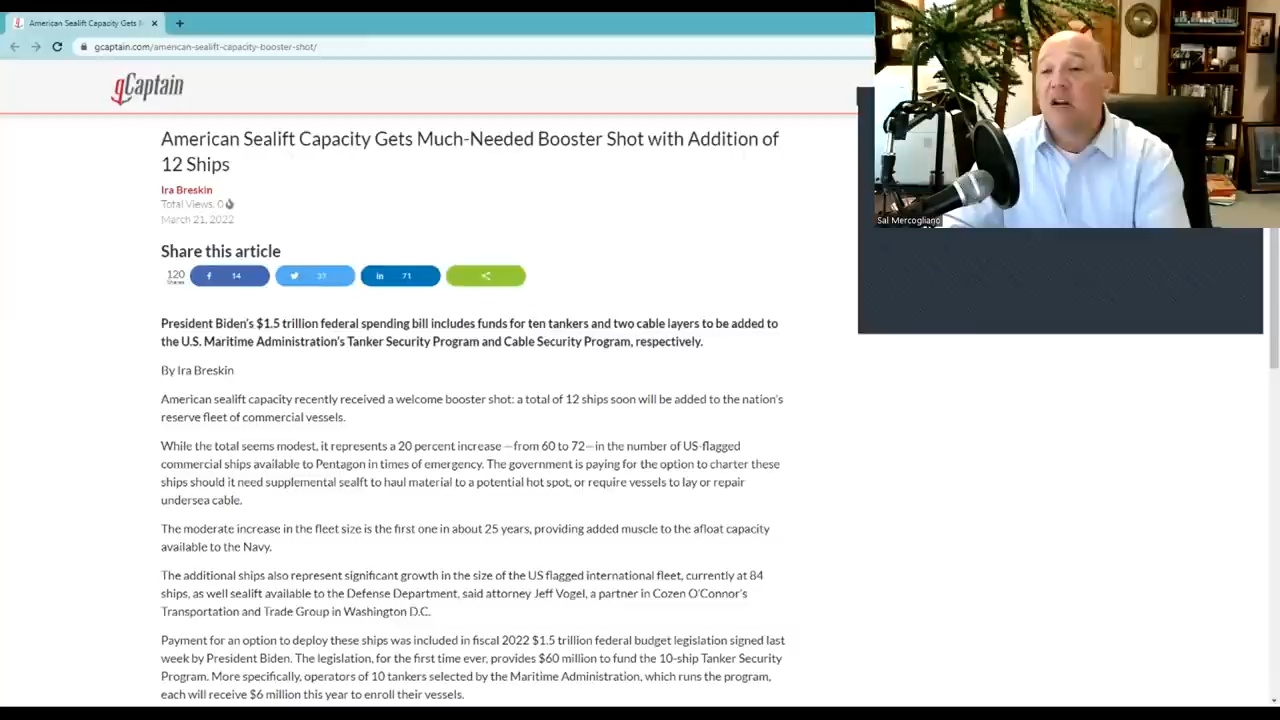 American Sealift Capacity Gets M
gcaptain.com/american-sealift-capacity-booster-shot/
gCaptain
American Sealift Capacity Gets Much-Needed Booster Shot with Addition of
12 Ships
Ira Breskin
Total Views. 0
March 21, 2022
Share this article
120
Shares
14
37
in 71
President Biden's $1.5 trillion federal spending bill includes funds for ten tankers and two cable layers to be added to
the U.S. Maritime Administration's Tanker Security Program and Cable Security Program, respectively.
By Ira Breskin
American sealift capacity recently received a welcome booster shot: a total of 12 ships soon will be added to the nation's
reserve fleet of commercial vessels.
While the total seems modest, it represents a 20 percent increase —from 60 to 72—in the number of US-flagged
commercial ships available to Pentagon in times of emergency. The government is paying for the option to charter these
ships should it need supplemental sealft to haul material to a potential hot spot, or require vessels to lay or repair
undersea cable.
The moderate increase in the fleet size is the first one in about 25 years, providing added muscle to the afloat capacity
available to the Navy.
The additional ships also represent significant growth in the size of the US flagged international fleet, currently at 84
ships, as well sealift available to the Defense Department, said attorney Jeff Vogel, a partner in Cozen O'Connor's
Transportation and Trade Group in Washington D.C.
Payment for an option to deploy these ships was included in fiscal 2022 $1.5 trillion federal budget legislation signed last
week by President Biden. The legislation, for the first time ever, provides $60 million to fund the 10-ship Tanker Security
Program. More specifically, operators of 10 tankers selected by the Maritime Administration, which runs the program,
each will receive $6 million this year to enroll their vessels.
Sal Mercogliano